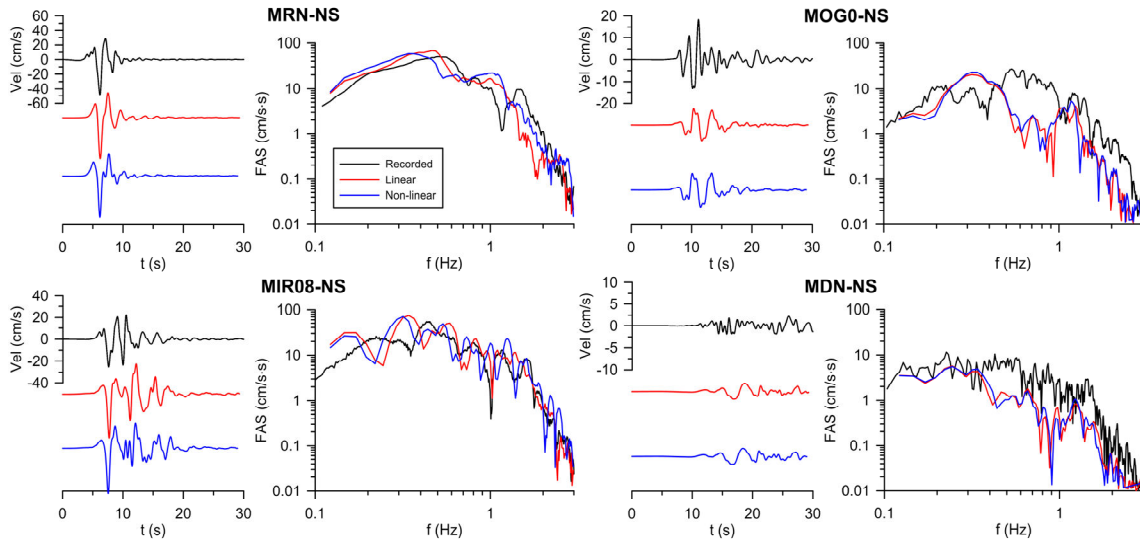 MRN-NS
60
40
20
0
-20
-40
-60
Vel (cm/s)
0 10 20 30
t (s)
100
10
1
0.1
0.01
FAS (cm/s·s)
Recorded
Linear
Non-linear
0.1 1
f (Hz)
MOG0-NS
20
10
0
-10
-20
Vel (cm/s)
0 10 20 30
t (s)
100
10
1
0.1
0.01
FAS (cm/s·s)
0.1 1
f (Hz)
MIR08-NS
40
20
0
-20
-40
Vel (cm/s)
0 10 20 30
t (s)
100
10
1
0.1
0.01
FAS (cm/s·s)
0.1 1
f (Hz)
MDN-NS
10
5
0
-5
-10
Vel (cm/s)
0 10 20 30
t (s)
100
10
1
0.1
0.01
FAS (cm/s·s)
0.1 1
f (Hz)